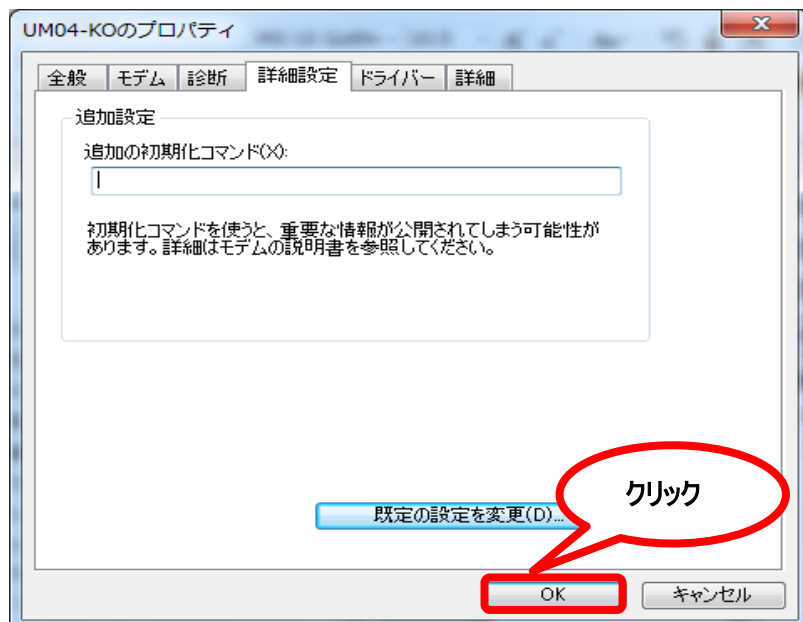 UM04-KOのプロパティ
全般 モデム 診断 詳細設定 ドライバー 詳細
追加設定
追加の初期化コマンド(X):
初期化コマンドを使うと、重要な情報が公開されてしまう可能性が
あります。詳細はモデムの説明書を参照してください。
クリック
既定の設定を変更(D)...
OK キャンセル